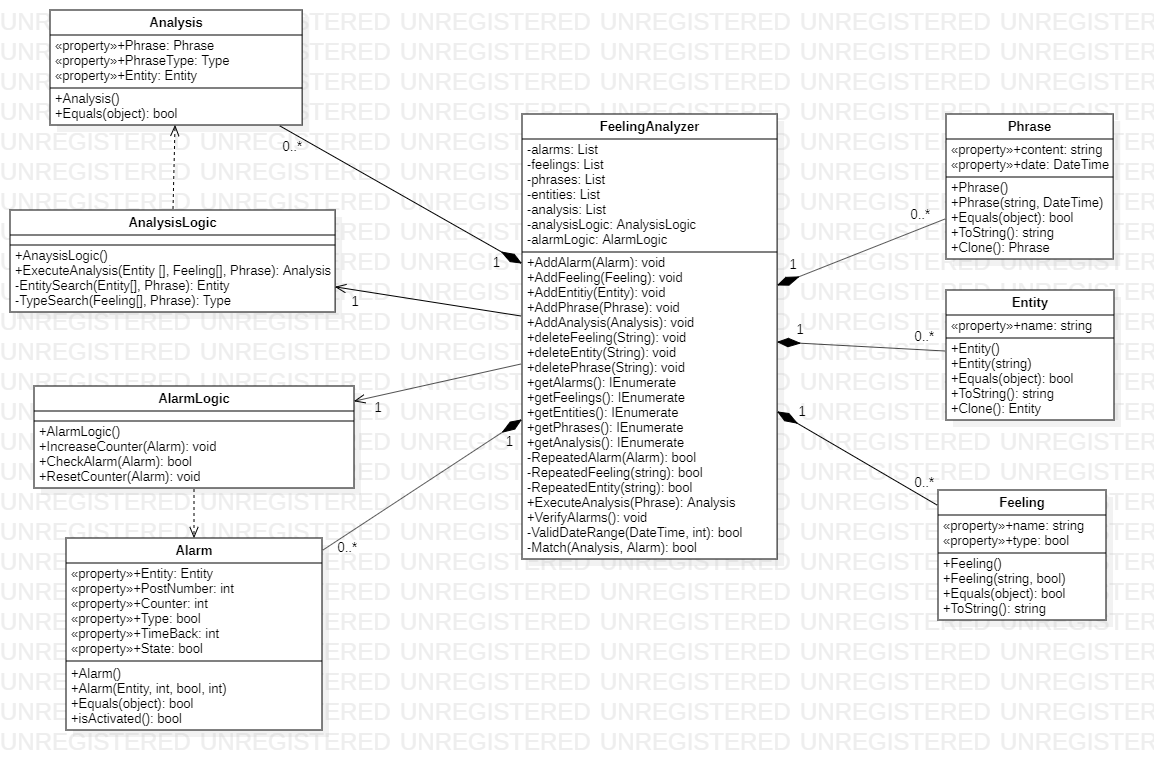 Analysis
«property»+Phrase: Phrase
«property»+PhraseType: Type
«property»+Entity: Entity
+Analysis()
+Equals(object): bool
0..*
1
AnalysisLogic
+AnaysisLogic()
+ExecuteAnalysis(Entity [], Feeling[], Phrase): Analysis
-EntitySearch(Entity[], Phrase): Entity
-TypeSearch(Feeling[], Phrase): Type
1
AlarmLogic
+AlarmLogic()
+IncreaseCounter(Alarm): void
+CheckAlarm(Alarm): bool
+ResetCounter(Alarm): void
1
1
0..*
Alarm
«property»+Entity: Entity
«property»+PostNumber: int
«property»+Counter: int
«property»+Type: bool
«property»+TimeBack: int
«property»+State: bool
+Alarm()
+Alarm(Entity, int, bool, int)
+Equals(object): bool
+isActivated(): bool
FeelingAnalyzer
-alarms: List
-feelings: List
-phrases: List
-entities: List
-analysis: List
-analysisLogic: AnalysisLogic
-alarmLogic: AlarmLogic
+AddAlarm(Alarm): void
+AddFeeling(Feeling): void
+AddEntitiy(Entity): void
+AddPhrase(Phrase): void
+AddAnalysis(Analysis): void
+deleteFeeling(String): void
+deleteEntity(String): void
+deletePhrase(String): void
+getAlarms(): IEnumerate
+getFeelings(): IEnumerate
+getEntities(): IEnumerate
+getPhrases(): IEnumerate
+getAnalysis(): IEnumerate
-RepeatedAlarm(Alarm): bool
-RepeatedFeeling(string): bool
-RepeatedEntity(string): bool
+ExecuteAnalysis(Phrase): Analysis
+VerifyAlarms(): void
-ValidDateRange(DateTime, int): bool
-Match(Analysis, Alarm): bool
1
0..*
Phrase
«property»+content: string
«property»+date: DateTime
+Phrase()
+Phrase(string, DateTime)
+Equals(object): bool
+ToString(): string
+Clone(): Phrase
1
0..*
Entity
«property»+name: string
+Entity()
+Entity(string)
+Equals(object): bool
+ToString(): string
+Clone(): Entity
1
0..*
Feeling
«property»+name: string
«property»+type: bool
+Feeling()
+Feeling(string, bool)
+Equals(object): bool
+ToString(): string
UNREGISTERED UNREGISTERED UNREGISTERED UNREGISTERED UNREGISTERED